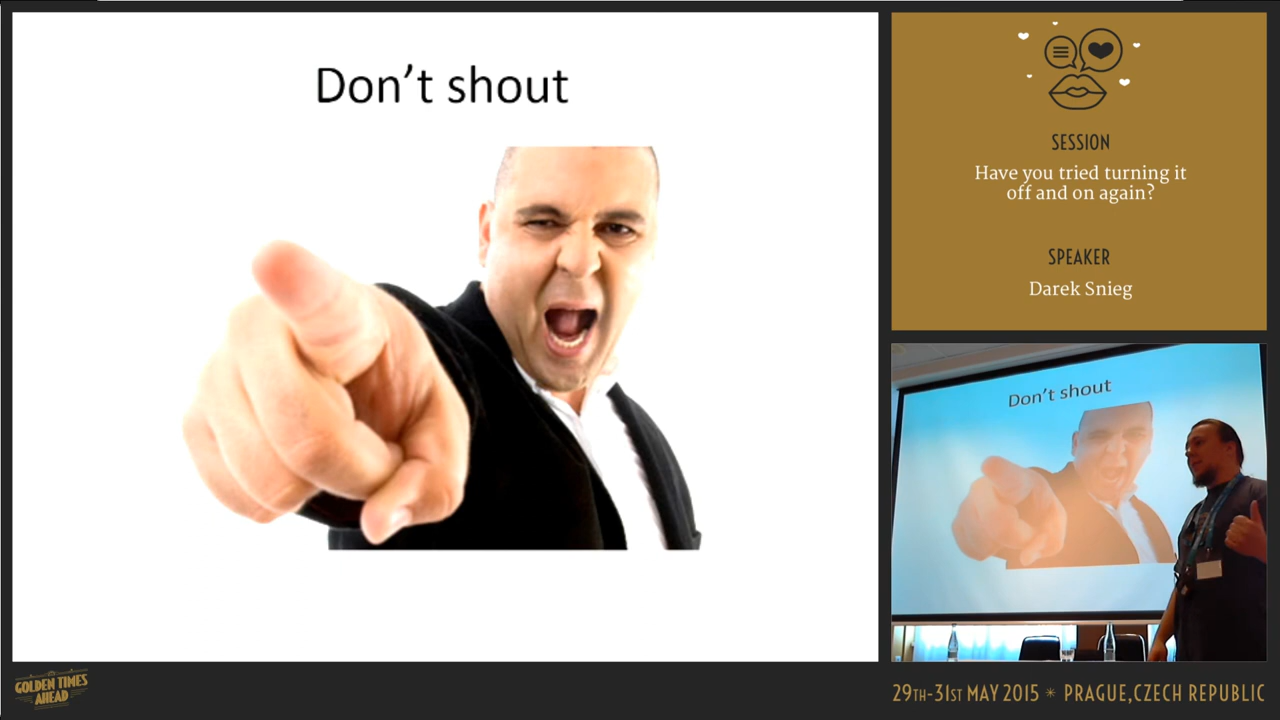 Don't shout
SESSION
Have you tried turning it
off and on again?
SPEAKER
Darek Snieg
Don't shout
GOLDEN TIMES
AHEAD
29TH-31ST MAY 2015 * PRAGUE, CZECH REPUBLIC